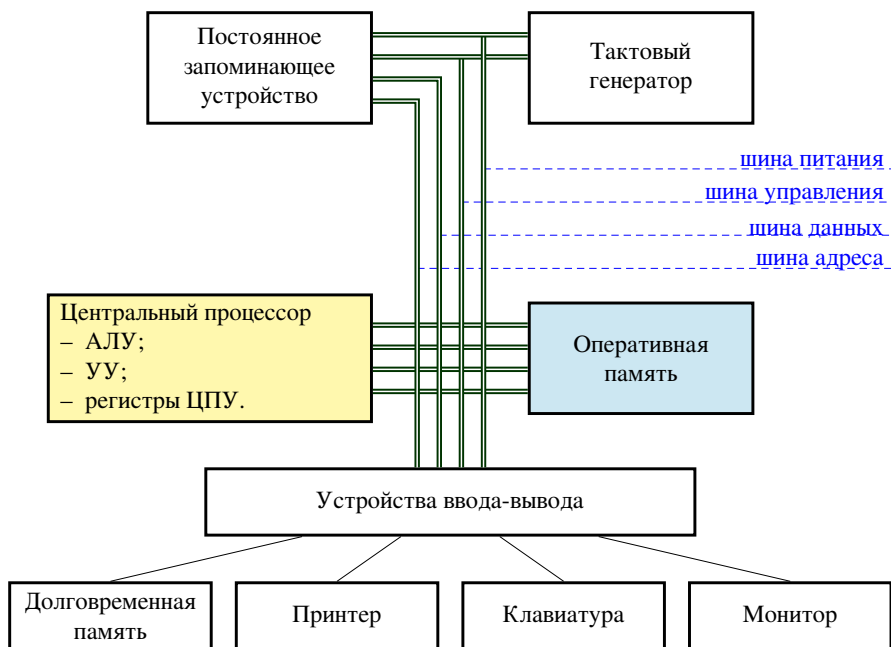 Постоянное
запоминающее
устройство
Тактовый
генератор
шина питания
шина управления
шина данных
шина адреса
Центральный процессор
– АЛУ;
– УУ;
– регистры ЦПУ.
Оперативная
память
Устройства ввода-вывода
Долговременная
память
Принтер
Клавиатура
Монитор